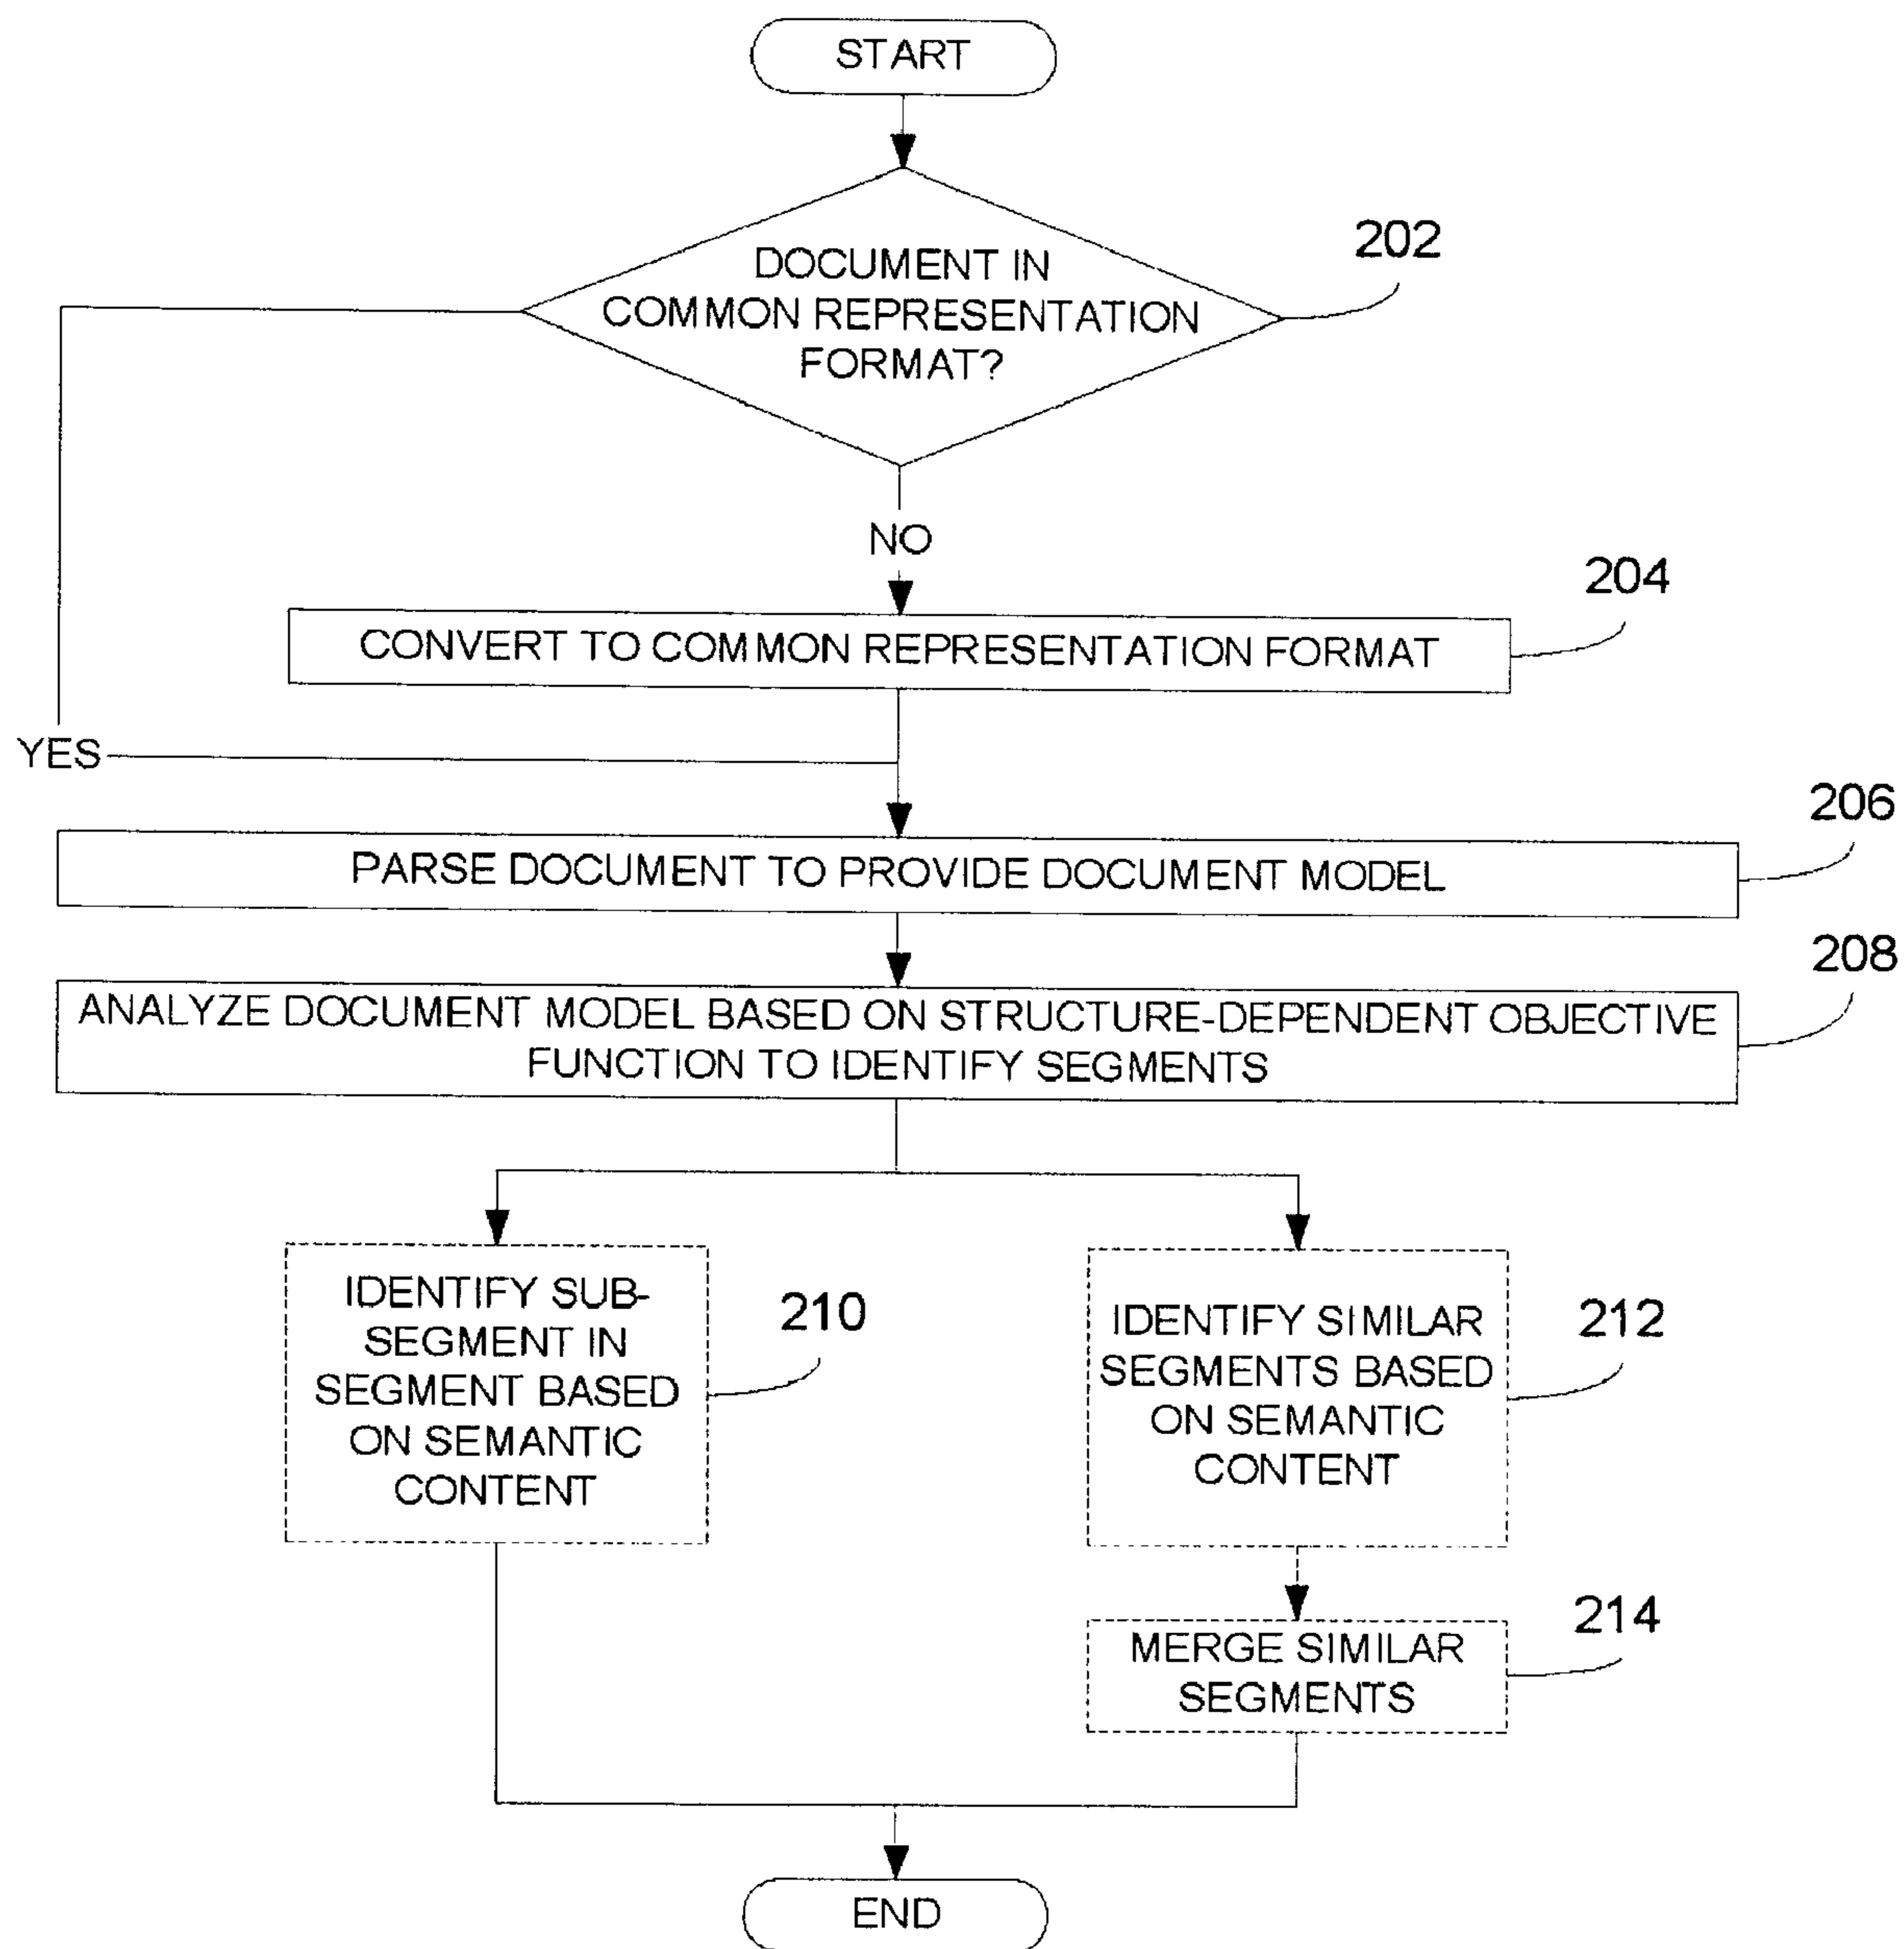 START
DOCUMENT IN
COMMON REPRESENTATION
FORMAT?
202
NO
204
CONVERT TO COMMON REPRESENTATION FORMAT
YES
206
PARSE DOCUMENT TO PROVIDE DOCUMENT MODEL
208
ANALYZE DOCUMENT MODEL BASED ON STRUCTURE-DEPENDENT OBJECTIVE
FUNCTION TO IDENTIFY SEGMENTS
IDENTIFY SUB-
SEGMENT IN
SEGMENT BASED
ON SEMANTIC
CONTENT
210
IDENTIFY SIMILAR
SEGMENTS BASED
ON SEMANTIC
CONTENT
212
214
MERGE SIMILAR
SEGMENTS
END